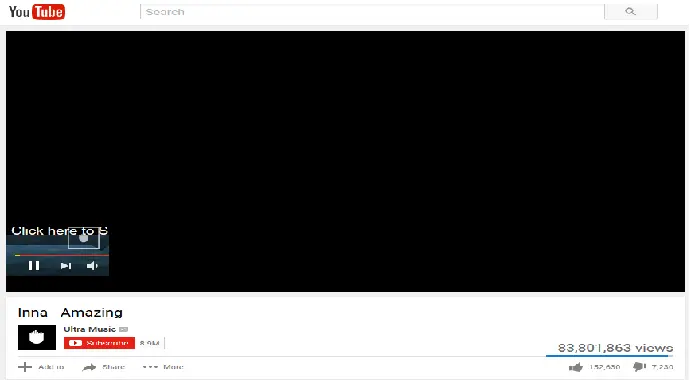 YouTube
Search
Click here to S
Inna Amazing
Ultra Music
Subscribe 8.9M
83,801,863 views
Add to Share More
152,630 7,230